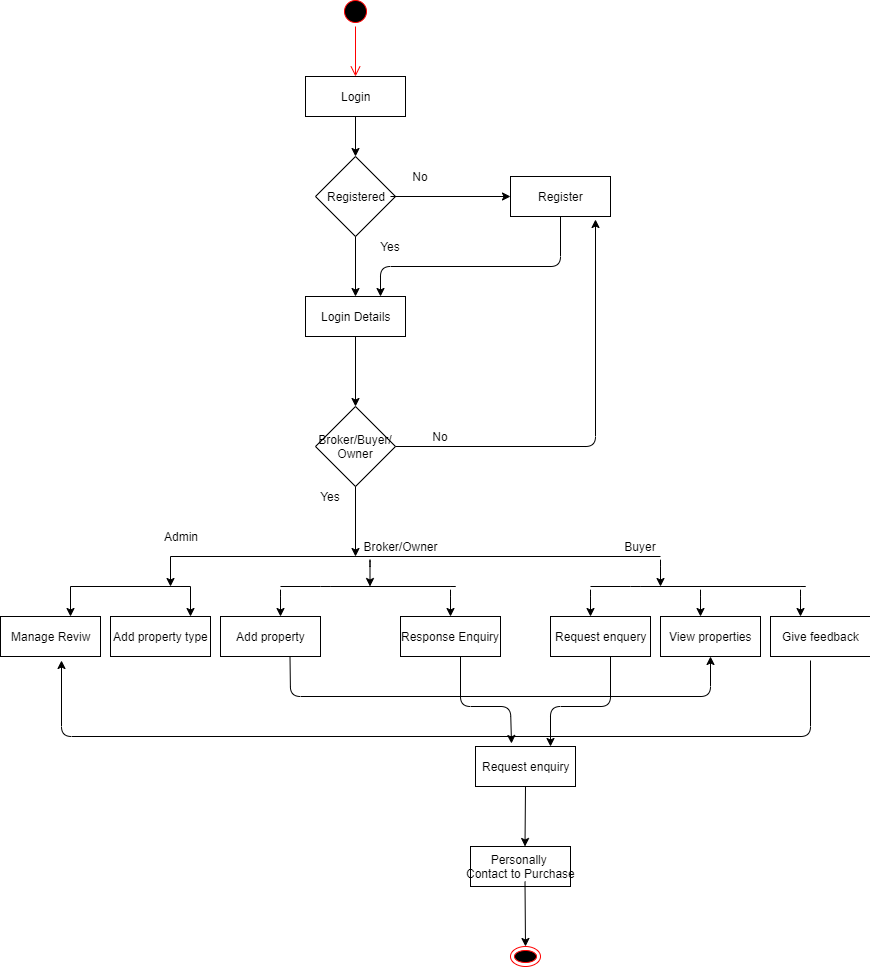 Login
Registered
No
Register
Yes
Login Details
Broker/Buyer/
Owner
No
Yes
Admin
Broker/Owner
Buyer
Manage Reviw
Add property type
Add property
Response Enquiry
Request enquery
View properties
Give feedback
Request enquiry
Personally
Contact to Purchase